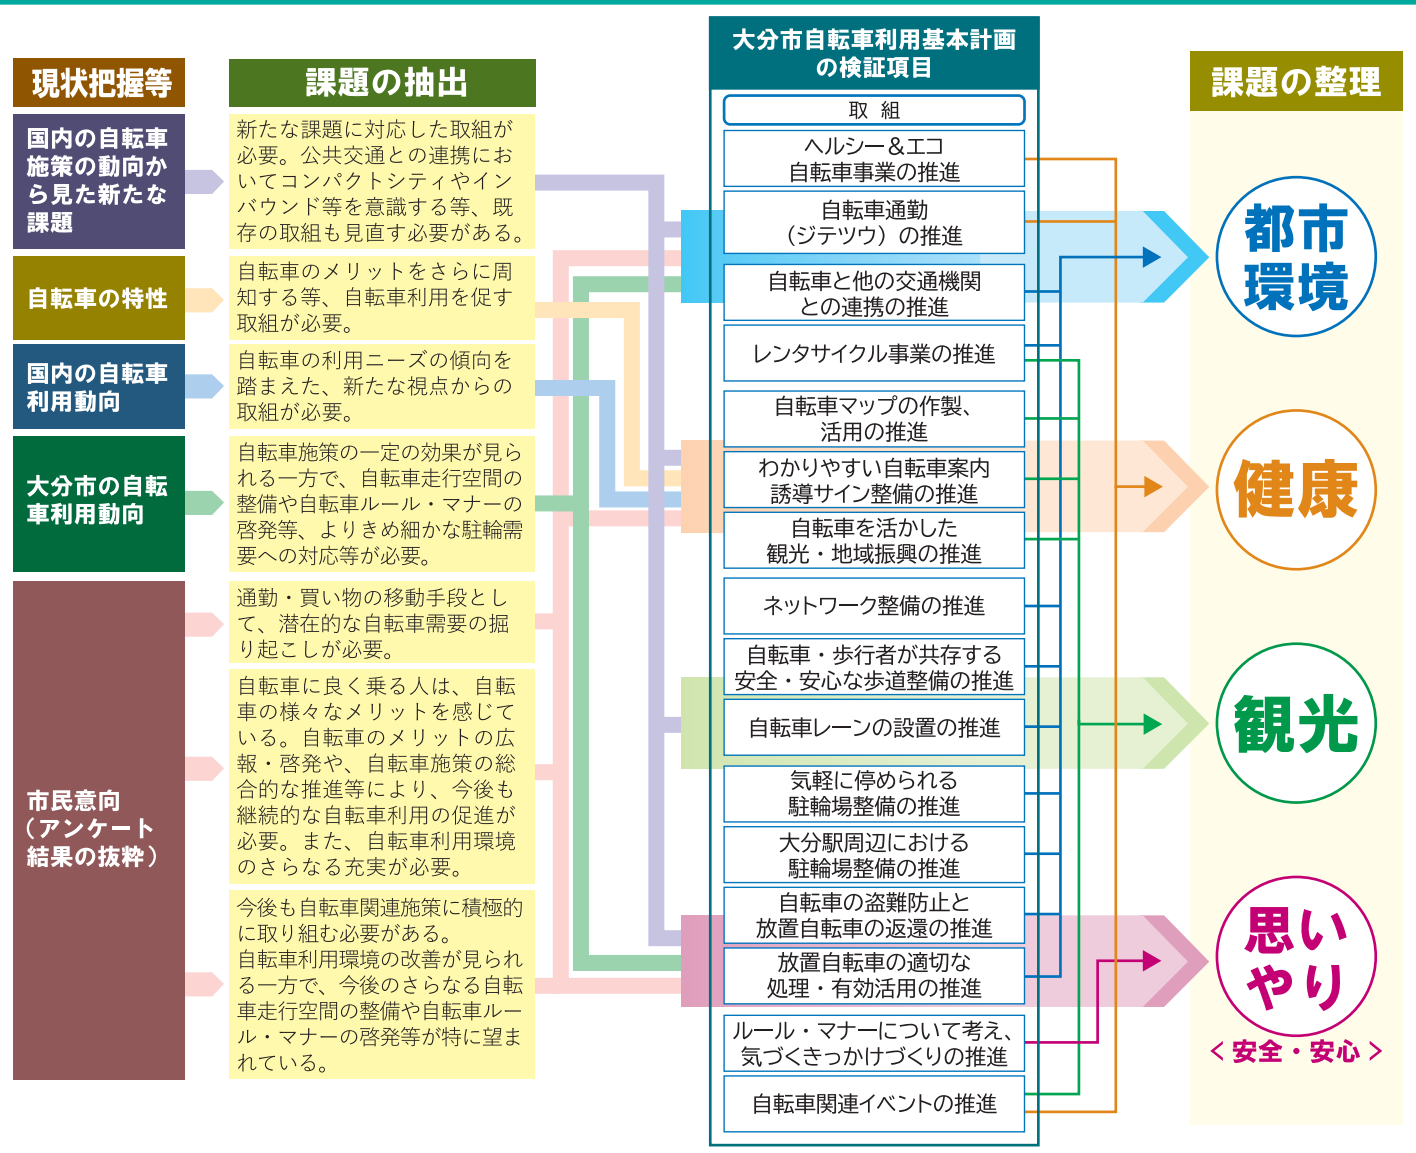 現状把握等
国内の自転車
施策の動向か
ら見た新たな
課題
自転車の特性
国内の自転車
利用動向
大分市の自転
車利用動向
市民意向
（アンケート
結果の抜粋）
課題の抽出
新たな課題に対応した取組が
必要。公共交通との連携にお
いてコンパクトシティやイン
バウンド等を意識する等、既
存の取組も見直す必要がある。
自転車のメリットをさらに周
知する等、自転車利用を促す
取組が必要。
自転車の利用ニーズの傾向を
踏まえた、新たな視点からの
取組が必要。
自転車施策の一定の効果が見ら
れる一方で、自転車走行空間の
整備や自転車ルール・マナーの
啓発等、よりきめ細かな駐輪需
要への対応等が必要。
通勤・買い物の移動手段とし
て、潜在的な自転車需要の掘
り起こしが必要。
自転車に良く乗る人は、自転
車の様々なメリットを感じて
いる。自転車のメリットの広
報・啓発や、自転車施策の総
合的な推進等により、今後も
継続的な自転車利用の促進が
必要。また、自転車利用環境
のさらなる充実が必要。
今後も自転車関連施策に積極的
に取り組む必要がある。
自転車利用環境の改善が見られ
る一方で、今後のさらなる自転
車走行空間の整備や自転車ルー
ル・マナーの啓発等が特に望ま
れている。
大分市自転車利用基本計画
の検証項目
取 組
ヘルシー＆エコ
自転車事業の推進
自転車通勤
（ジテツウ）の推進
自転車と他の交通機関
との連携の推進
レンタサイクル事業の推進
自転車マップの作製、
活用の推進
わかりやすい自転車案内
誘導サイン整備の推進
自転車を活かした
観光・地域振興の推進
ネットワーク整備の推進
自転車・歩行者が共存する
安全・安心な歩道整備の推進
自転車レーンの設置の推進
気軽に停められる
駐輪場整備の推進
大分駅周辺における
駐輪場整備の推進
自転車の盗難防止と
放置自転車の返還の推進
放置自転車の適切な
処理・有効活用の推進
ルール・マナーについて考え、
気づくきっかけづくりの推進
自転車関連イベントの推進
課題の整理
都市
環境
健康
観光
思い
やり
＜安全・安心＞